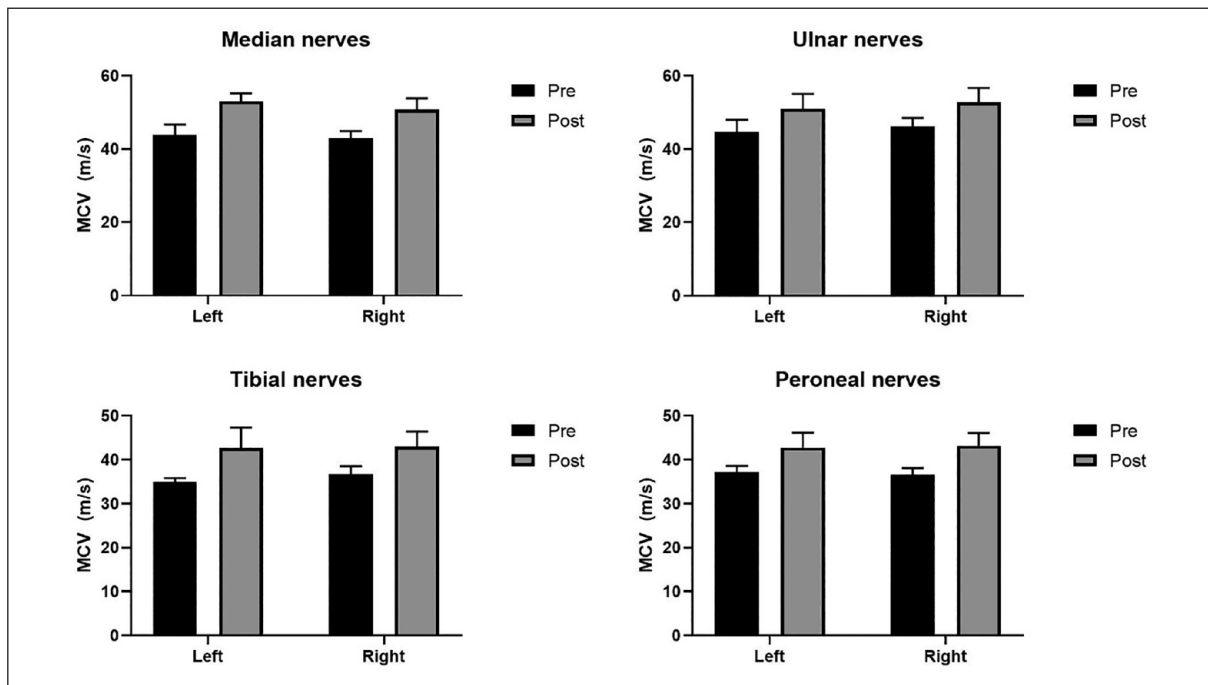 Median nerves
60
40
20
0
MCV (m/s)
Left
Right
Pre
Post
Ulnar nerves
60
40
20
0
MCV (m/s)
Left
Right
Pre
Post
Tibial nerves
50
40
30
20
10
0
MCV (m/s)
Left
Right
Pre
Post
Peroneal nerves
50
40
30
20
10
0
MCV (m/s)
Left
Right
Pre
Post